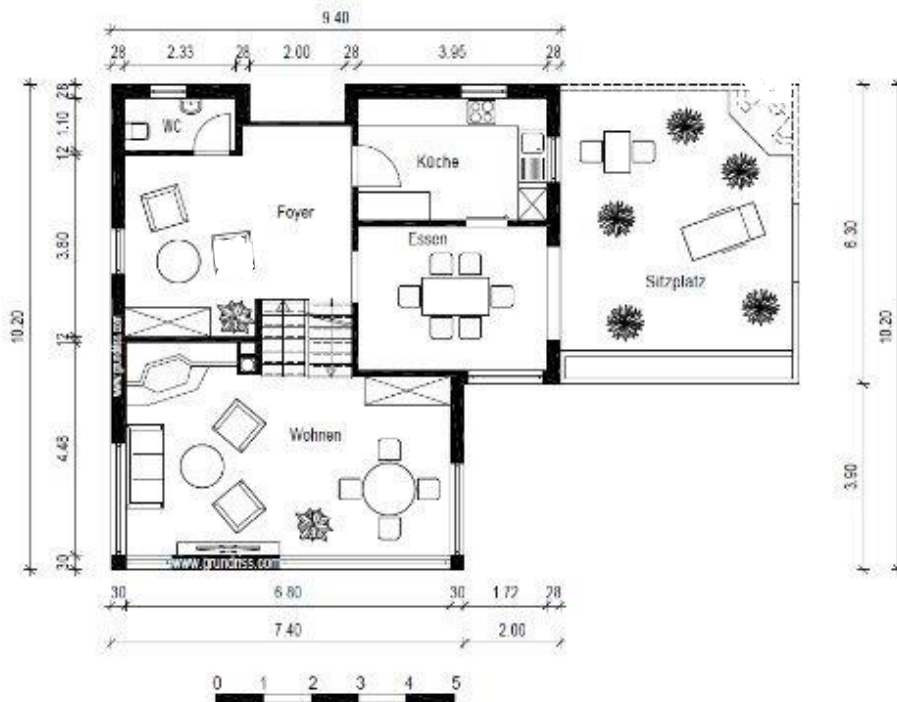 9.40
28 2.33 28 2.00 28 3.95 28
28
1.10
12
3.80
12
4.48
30
10.20
WC
Küche
Foyer
Essen
Sitzplatz
Wohnen
6.30
3.90
10.20
www.grundriss.com
30 6.80 30 1.72 28
7.40 2.00
0 1 2 3 4 5